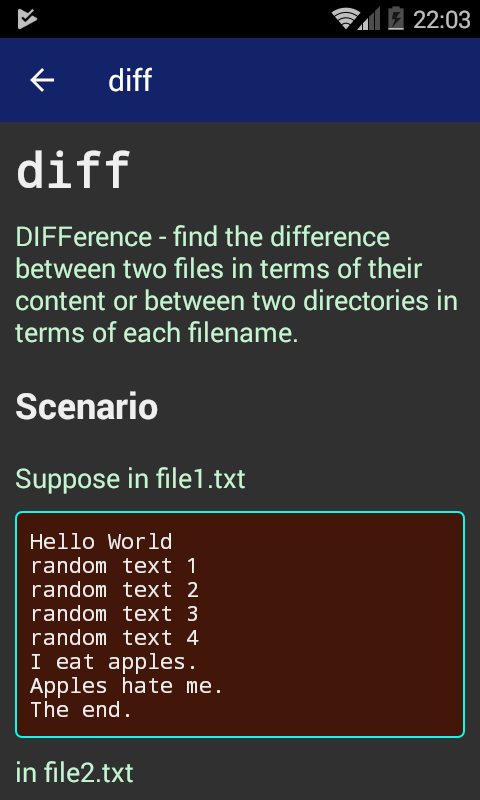 22:03
diff
diff
DIFFerence - find the difference
between two files in terms of their
content or between two directories in
terms of each filename.
Scenario
Suppose in file1.txt
Hello World
random text 1
random text 2
random text 3
random text 4
I eat apples.
Apples hate me.
The end.
in file2.txt